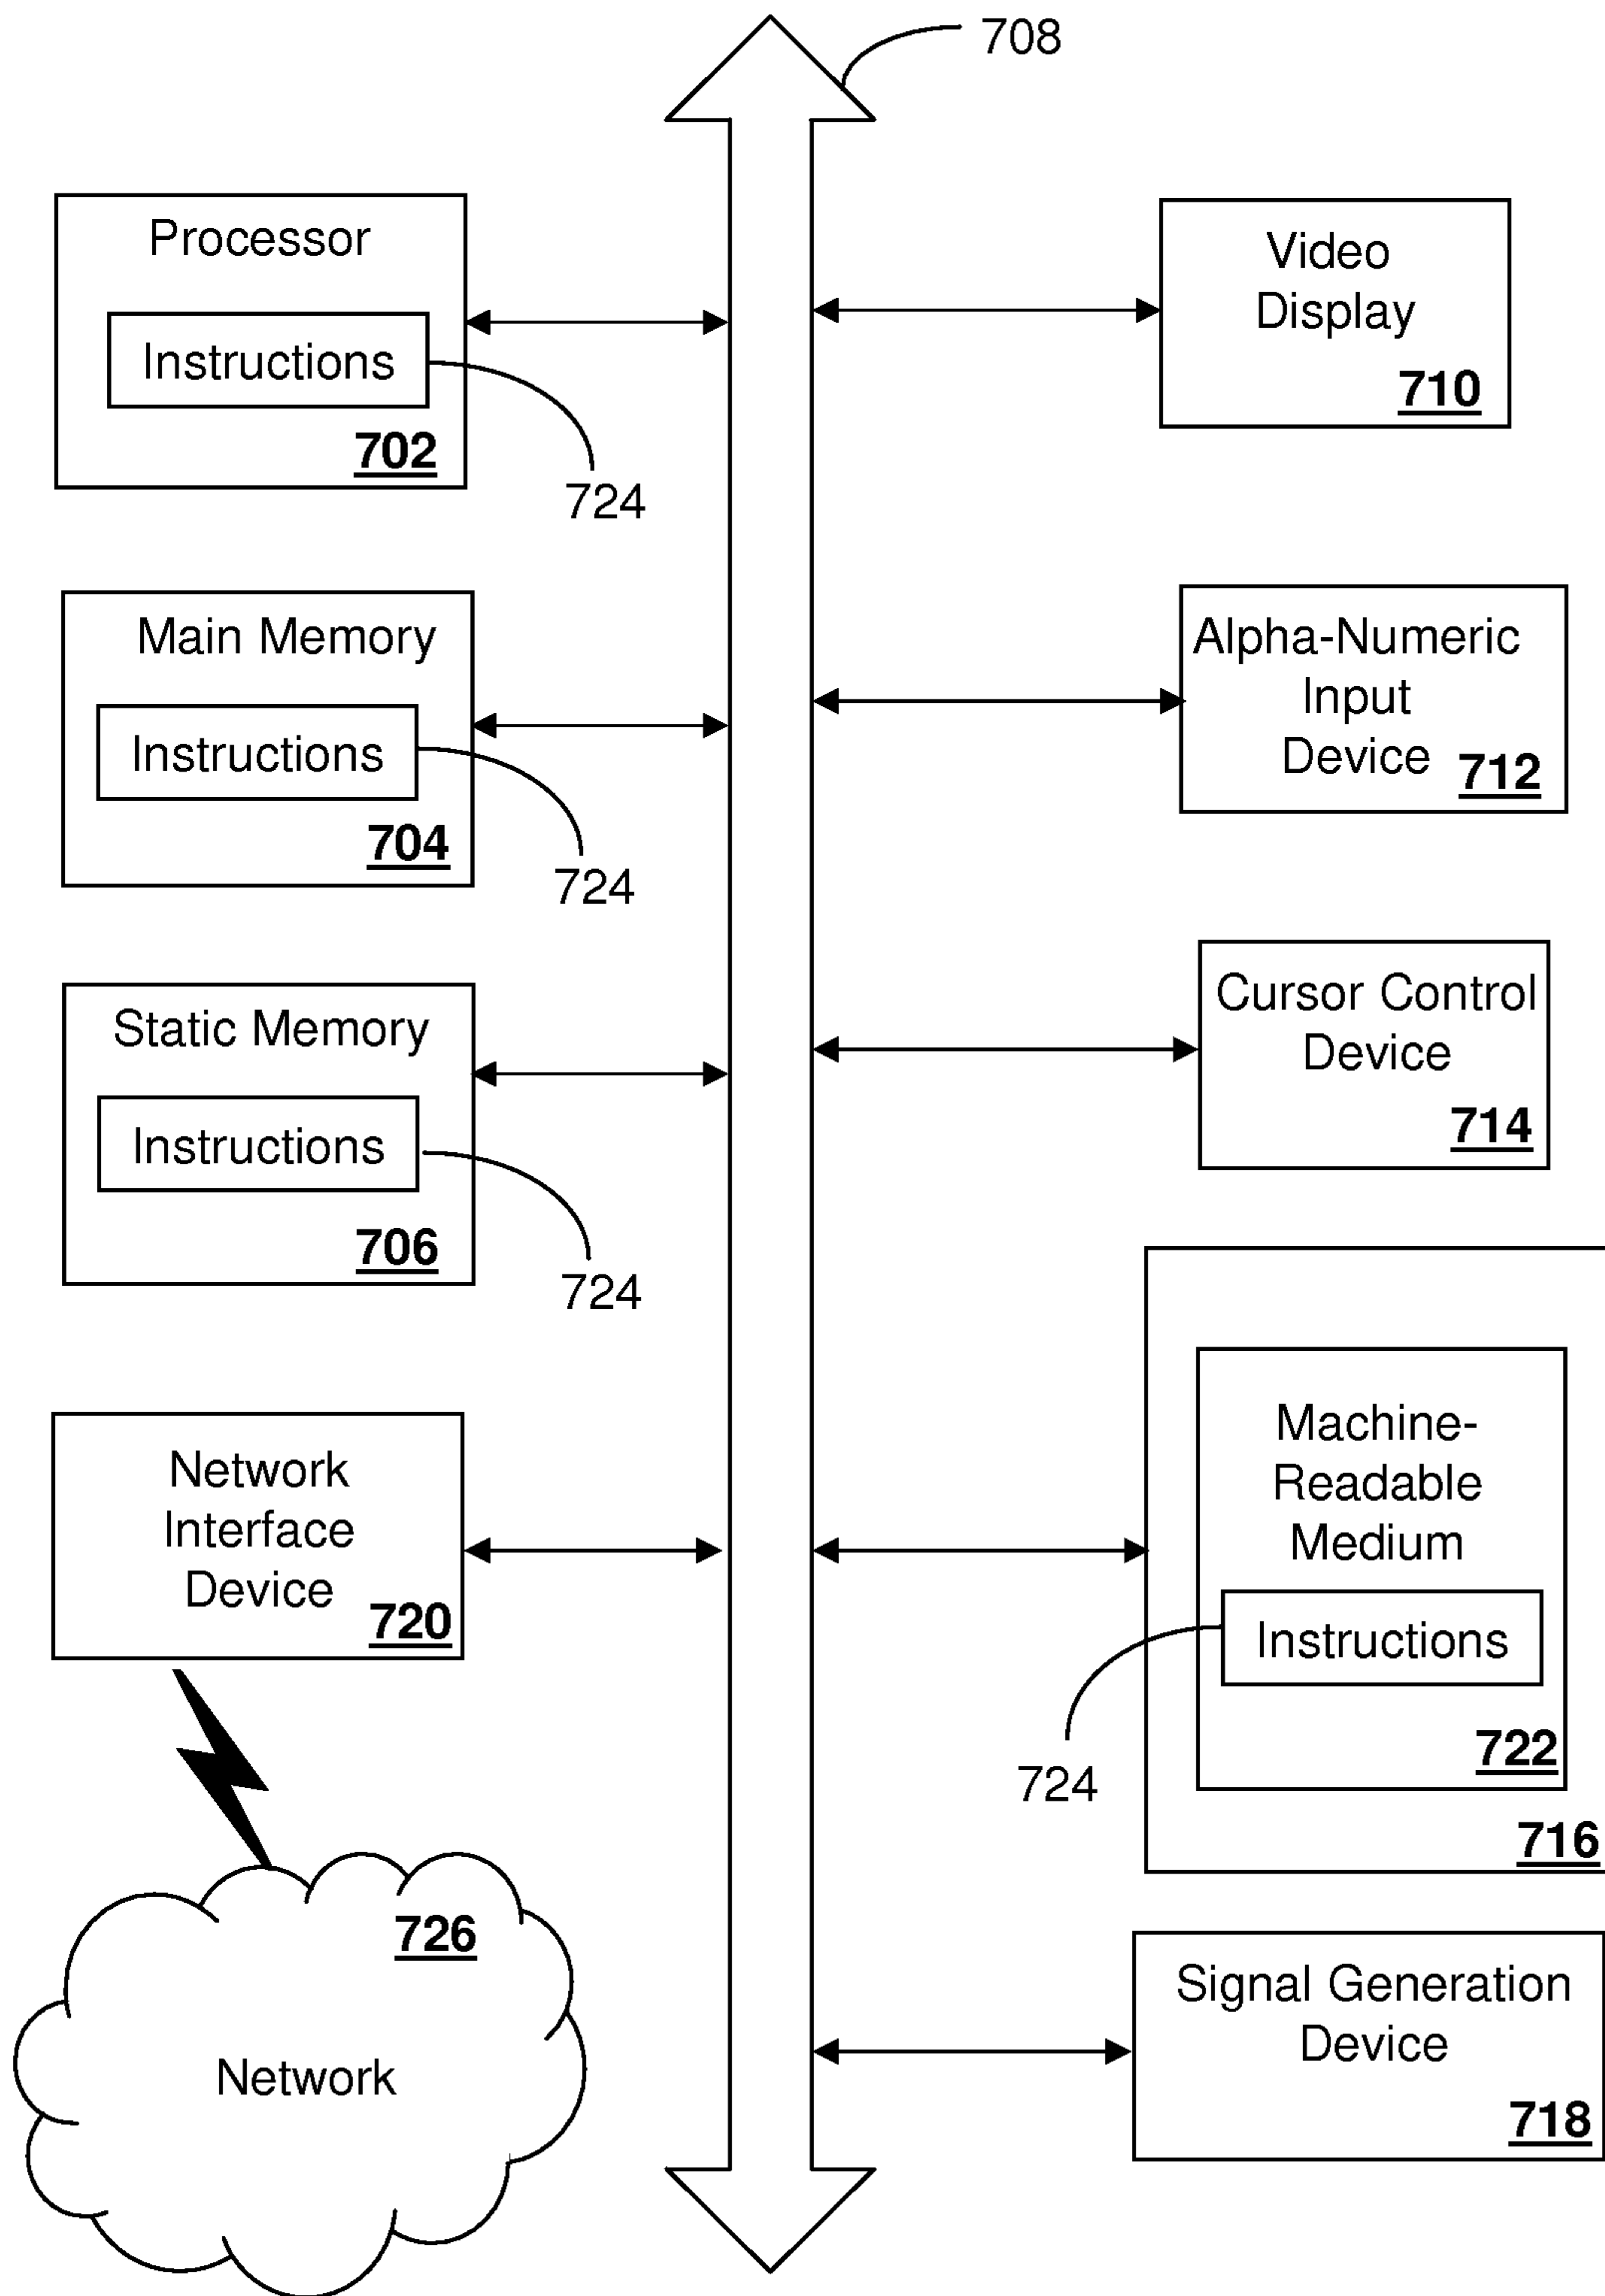 708
Processor
Instructions
702
724
Main Memory
Instructions
704
724
Static Memory
Instructions
706
724
Network
Interface
Device
720
726
Network
Video
Display
710
Alpha-Numeric
Input
Device
712
Cursor Control
Device
714
Machine-
Readable
Medium
Instructions
722
724
716
Signal Generation
Device
718